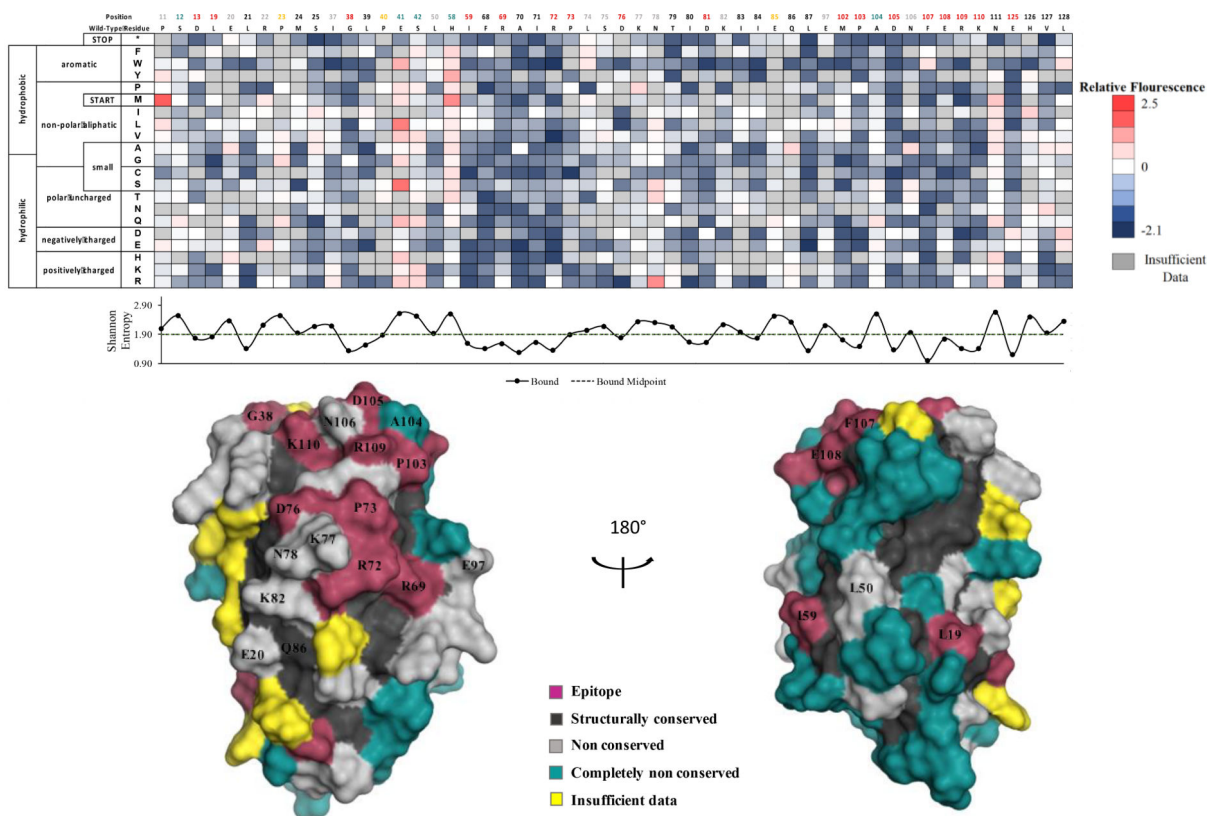 Position 11 12 13 19 20 21 22 23 24 25 37 38 39 40 41 42 50 58 59 68 69 70 71 72 73 74 75 76 77 78 79 80 81 82 83 84 85 86 87 97 102 103 104 105 106 107 108 109 110 111 125 126 127 128
Wild-Type Residue P S D L E L R P M S I G L P E S L H I F R A I R P L S D K N T I D K I I E Q L E M P A D N F E R K N E H V L
STOP *
hydrophobic
aromatic
F
W
Y
P
START M
non-polar aliphatic
I
L
V
A
small
G
hydrophilic
C
S
polar uncharged
T
N
Q
negatively charged
D
E
positively charged
H
K
R
Relative Flourescence
2.5
0
-2.1
Insufficient
Data
Shannon
Entropy
2.90
1.90
0.90
Bound
Bound Midpoint
D105
G38
N106
A104
K110
R109
P103
D76
P73
K77
N78
R72
E97
R69
K82
E20
Q86
180°
F107
E108
L50
I59
L19
Epitope
Structurally conserved
Non conserved
Completely non conserved
Insufficient data